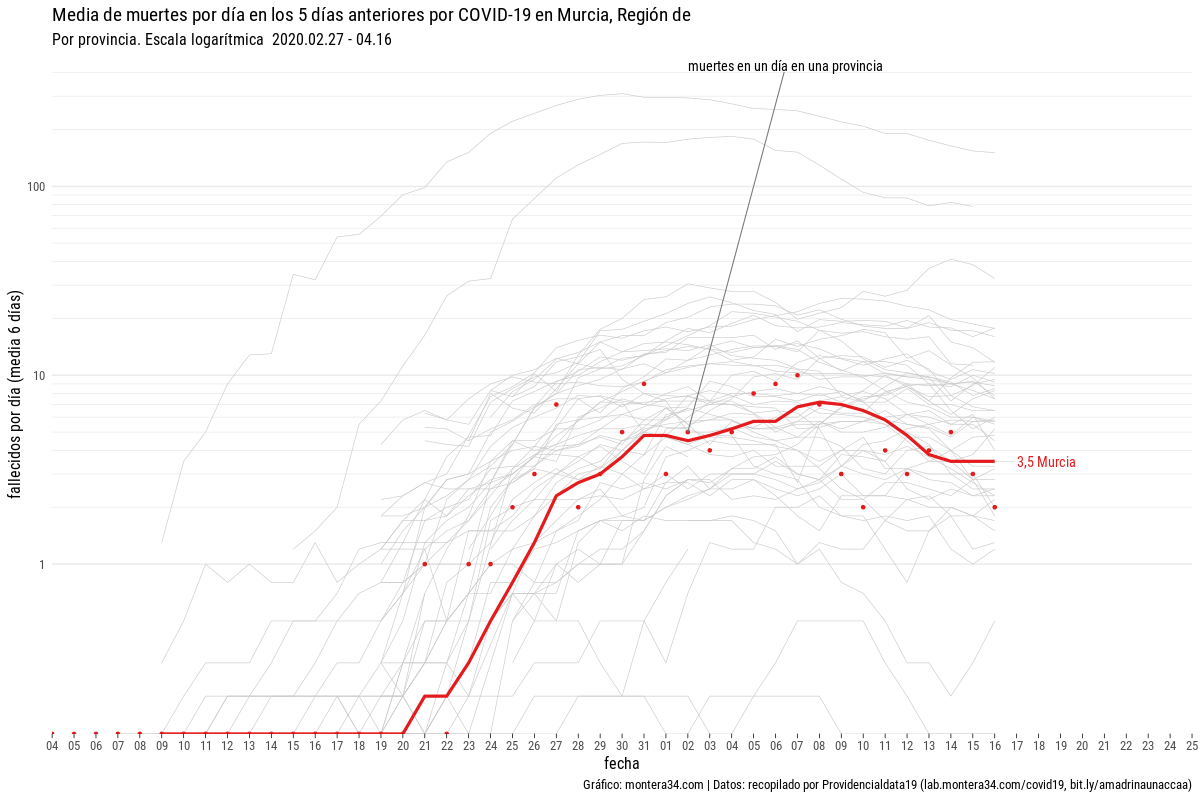 Media de muertes por día en los 5 días anteriores por COVID-19 en Murcia, Región de
Por provincia. Escala logarítmica  2020.02.27 - 04.16
muertes en un día en una provincia
fallecidos por día (media 6 días)
100
10
1
3,5 Murcia
04 05 06 07 08 09 10 11 12 13 14 15 16 17 18 19 20 21 22 23 24 25 26 27 28 29 30 31 01 02 03 04 05 06 07 08 09 10 11 12 13 14 15 16 17 18 19 20 21 22 23 24 25
fecha
Gráfico: montera34.com | Datos: recopilado por Providencialdata19 (lab.montera34.com/covid19, bit.ly/amadrinaunaccaa)